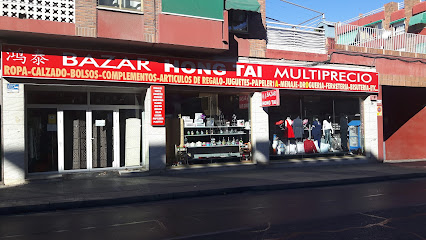 鴻泰 BAZAR HONG TAI MULTIPRECIO
ROPA-CALZADO-BOLSOS-COMPLEMENTOS-ARTICULOS DE REGALO-JUGUETES-PAPELERIA-MENAJE-DROGUERIA-FERRETERIA-BISUTERIA-ETC.